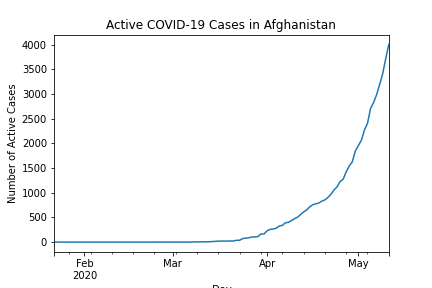 Active COVID-19 Cases in Afghanistan
Number of Active Cases
4000
3500
3000
2500
2000
1500
1000
500
0
Feb
2020
Mar
Apr
May